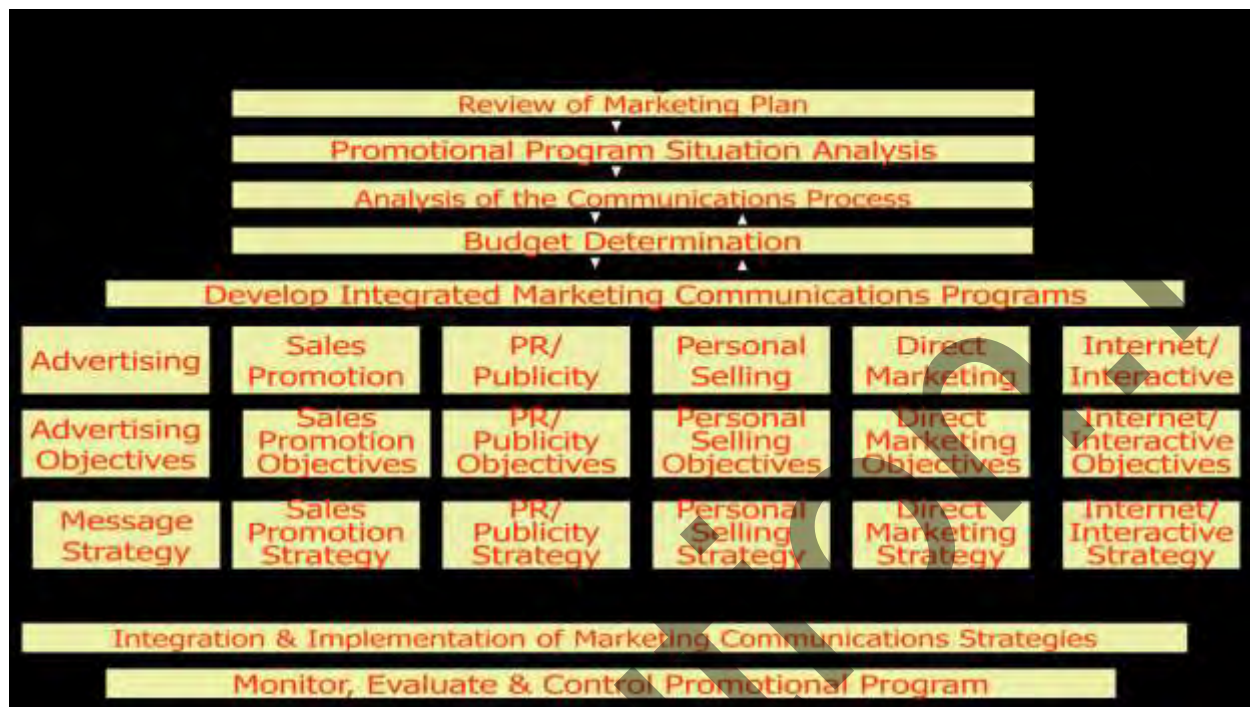 Review of Marketing Plan
Promotional Program Situation Analysis
Analysis of the Communications Process
Budget Determination
Develop Integrated Marketing Communications Programs
Advertising
Sales
Promotion
PR/
Publicity
Personal
Selling
Direct
Marketing
Internet/
Interactive
Advertising
Objectives
Sales
Promotion
Objectives
PR/
Publicity
Objectives
Personal
Selling
Objectives
Direct
Marketing
Objectives
Internet/
Interactive
Objectives
Message
Strategy
Sales
Promotion
Strategy
PR/
Publicity
Strategy
Personal
Selling
Strategy
Direct
Marketing
Strategy
Internet/
Interactive
Strategy
Integration & Implementation of Marketing Communications Strategies
Monitor, Evaluate & Control Promotional Program